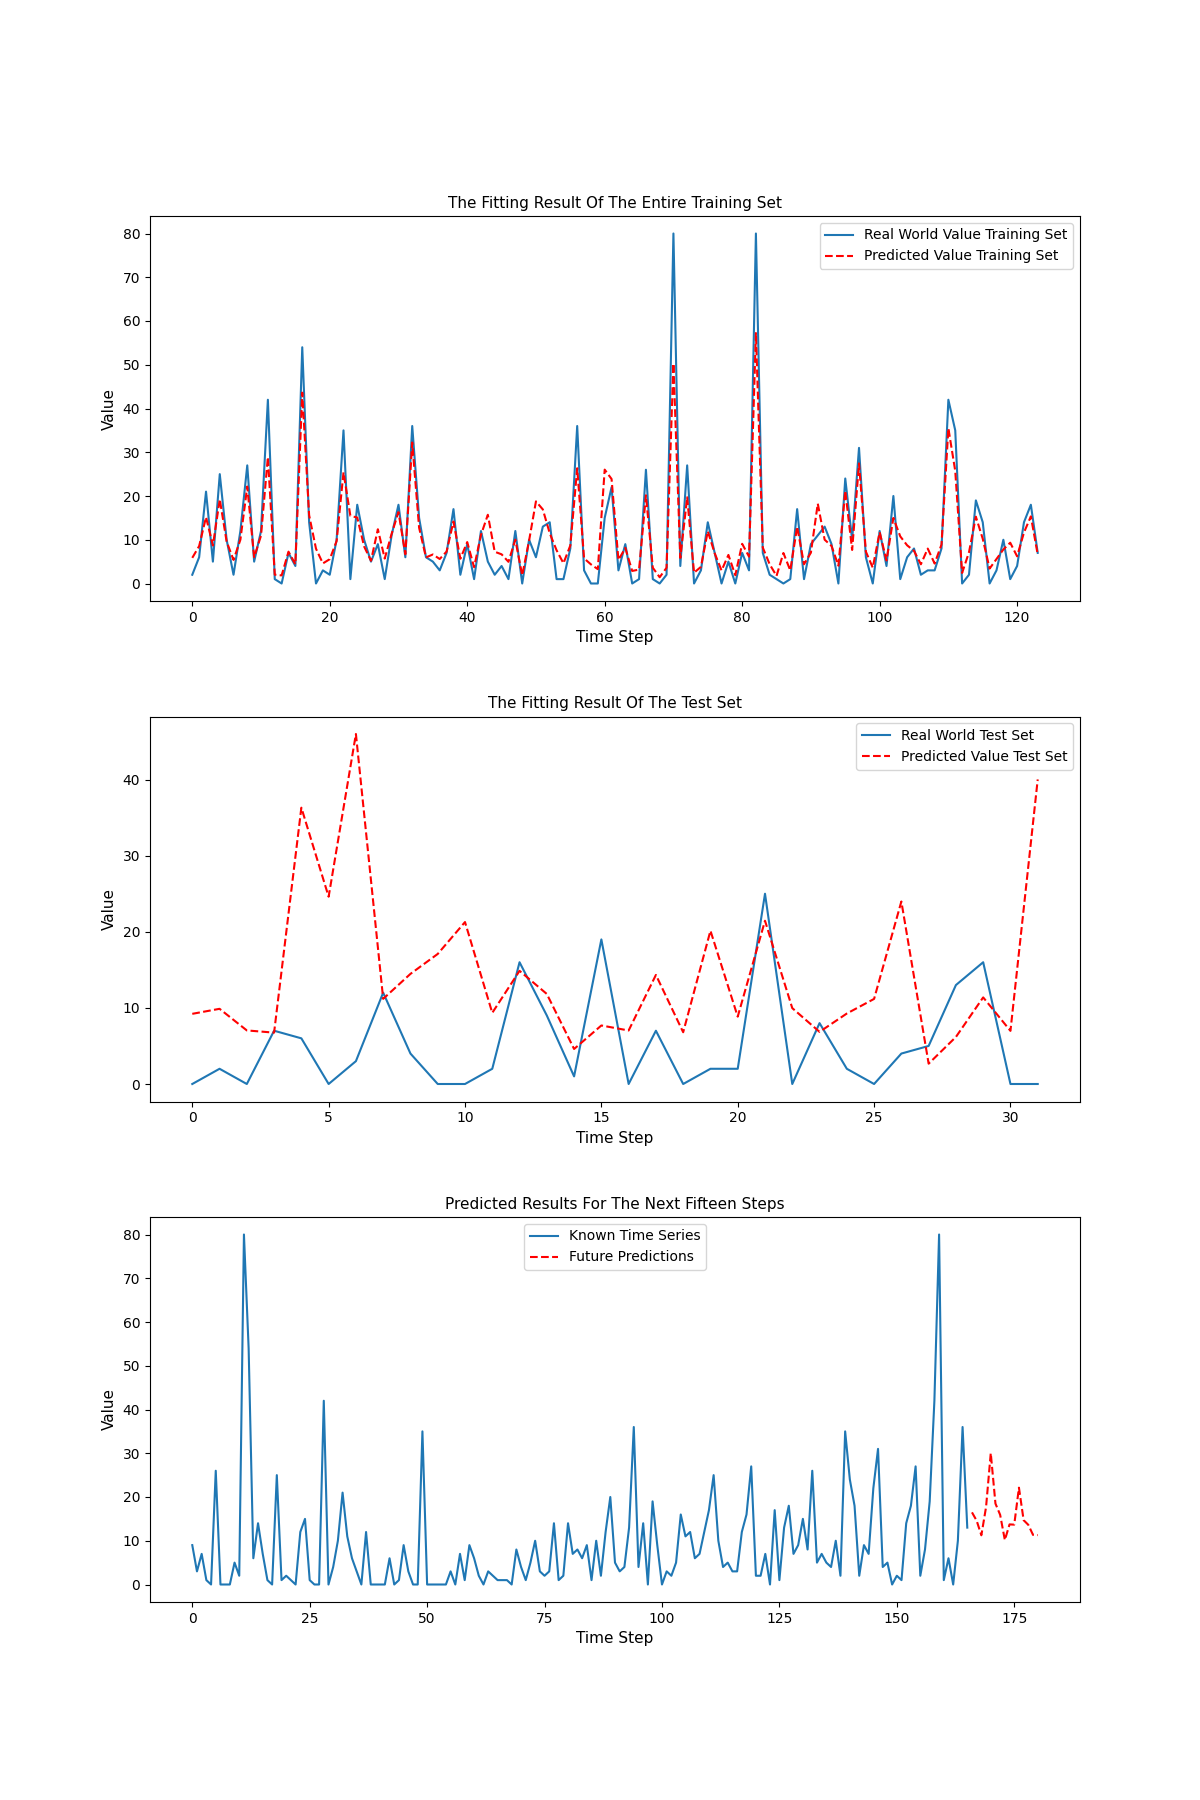 The Fitting Result Of The Entire Training Set
80
70
60
50
40
30
20
10
0
Value
Real World Value Training Set
Predicted Value Training Set
0 20 40 60 80 100 120
Time Step
The Fitting Result Of The Test Set
40
30
20
10
0
Value
Real World Test Set
Predicted Value Test Set
0 5 10 15 20 25 30
Time Step
Predicted Results For The Next Fifteen Steps
80
70
60
50
40
30
20
10
0
Value
Known Time Series
Future Predictions
0 25 50 75 100 125 150 175
Time Step